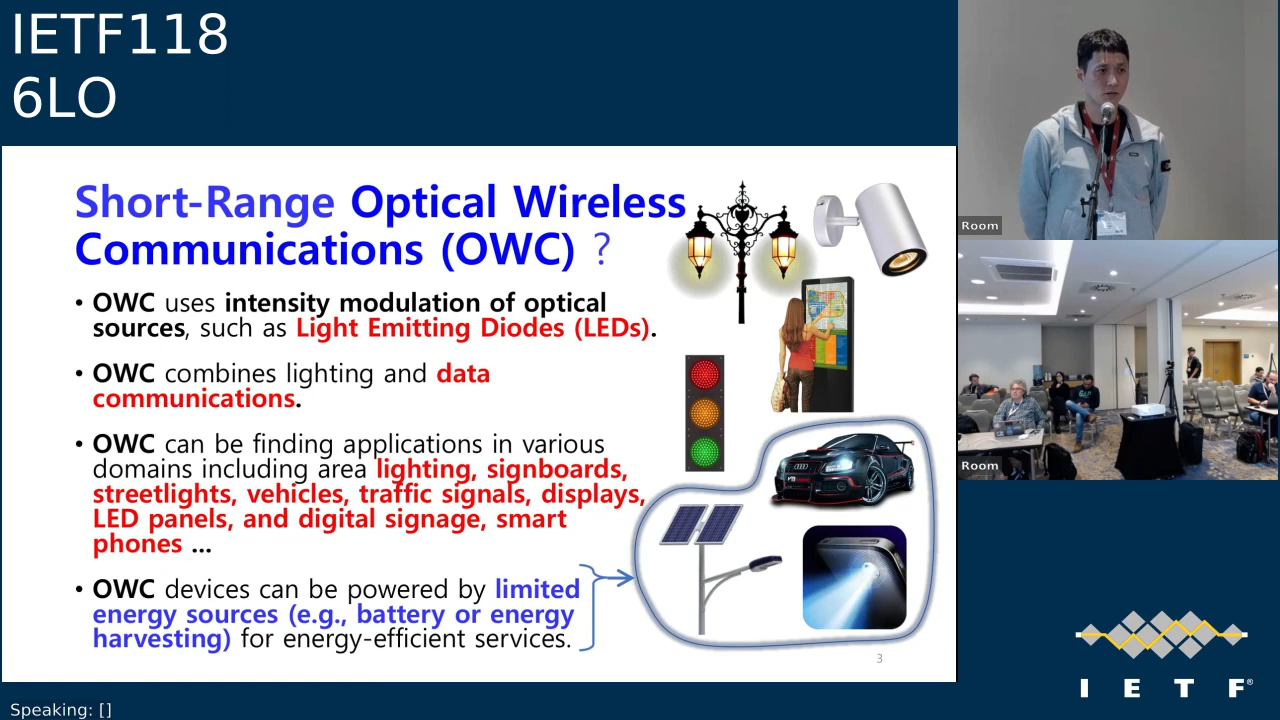 IETF118
6LO
Short-Range Optical Wireless
Communications (OWC) ?
• OWC uses intensity modulation of optical
sources, such as Light Emitting Diodes (LEDs).
• OWC combines lighting and data
communications.
• OWC can be finding applications in various
domains including area lighting, signboards,
streetlights, vehicles, traffic signals, displays,
LED panels, and digital signage, smart
phones ...
• OWC devices can be powered by limited
energy sources (e.g., battery or energy
harvesting) for energy-efficient services.
3
Room
Room
I E T F®
Speaking: []